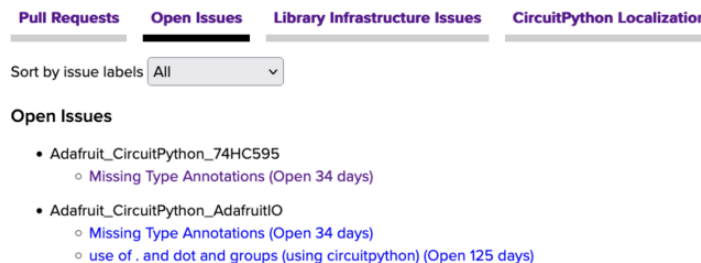 Pull Requests Open Issues Library Infrastructure Issues CircuitPython Localization
Sort by issue labels All
Open Issues
Adafruit_CircuitPython_74HC595
Missing Type Annotations (Open 34 days)
Adafruit_CircuitPython_AdafruitIO
Missing Type Annotations (Open 34 days)
use of . and dot and groups (using circuitpython) (Open 125 days)